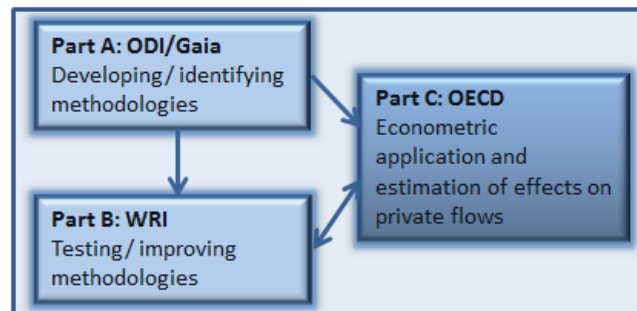 Part A: ODI/Gaia
Developing/ identifying
methodologies
Part B: WRI
Testing/ improving
methodologies
Part C: OECD
Econometric
application and
estimation of effects on
private flows